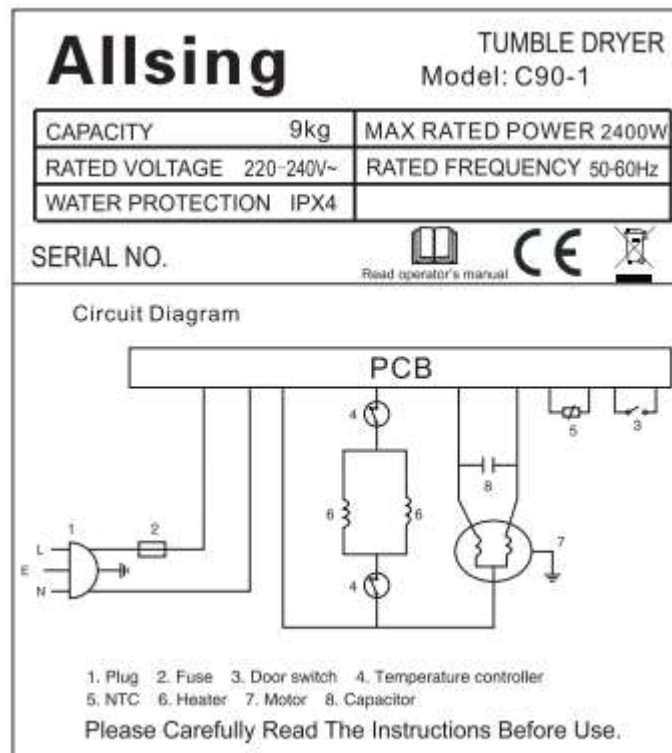 Allsing
TUMBLE DRYER
Model: C90-1
CAPACITY 9kg
MAX RATED POWER 2400W
RATED VOLTAGE 220-240V~
RATED FREQUENCY 50-60Hz
WATER PROTECTION IPX4
SERIAL NO.
Read operator's manual
CE
Circuit Diagram
PCB
4
5
3
8
6
6
1
2
7
L
E
N
4
1. Plug 2. Fuse 3. Door switch 4. Temperature controller
5. NTC 6. Heater 7. Motor 8. Capacitor
Please Carefully Read The Instructions Before Use.